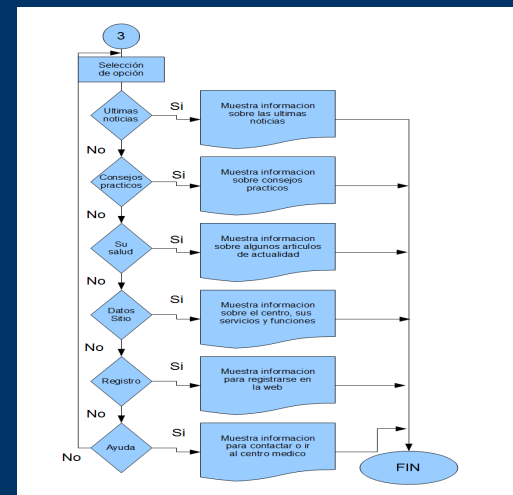 3
Selección
de opción
Ultimas
noticias
Si
Muestra informacion
sobre las ultimas
noticias
No
Consejos
practicos
Si
Muestra informacion
sobre consejos
practicos
No
Su
salud
Si
Muestra informacion
sobre algunos articulos
de actualidad
No
Datos
Sitio
Si
Muestra informacion
sobre el centro, sus
servicios y funciones
No
Registro
Si
Muestra informacion
para registrarse en
la web
No
Ayuda
Si
Muestra informacion
para contactar o ir
al centro medico
No
FIN